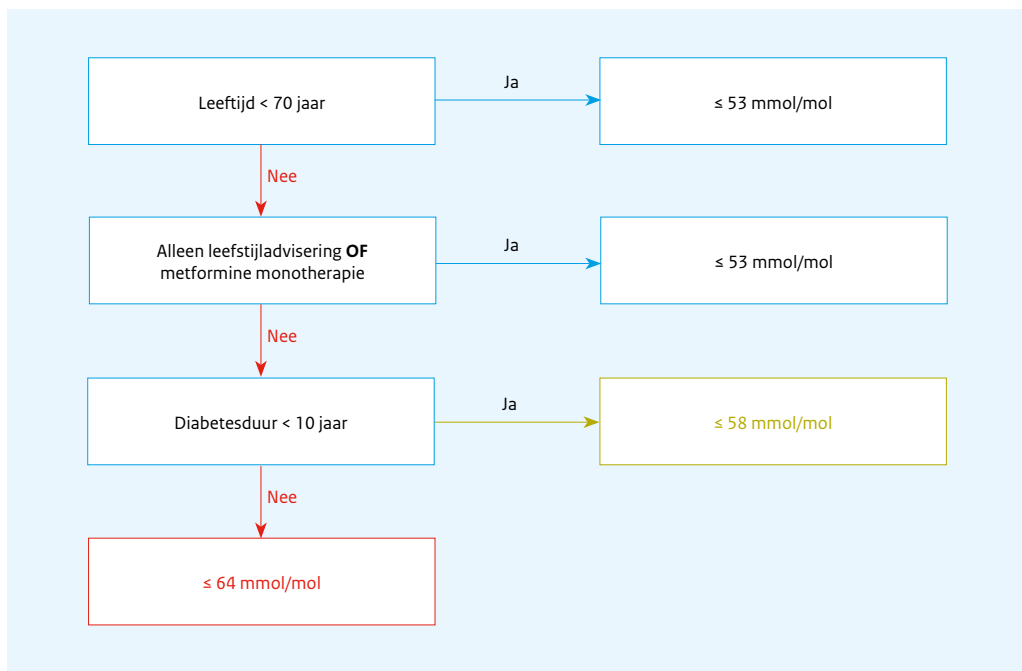 Leeftijd < 70 jaar
Ja
≤ 53 mmol/mol
Nee
Alleen leefstijladvisering OF
metformine monotherapie
Ja
≤ 53 mmol/mol
Nee
Diabetesduur < 10 jaar
Ja
≤ 58 mmol/mol
Nee
≤ 64 mmol/mol